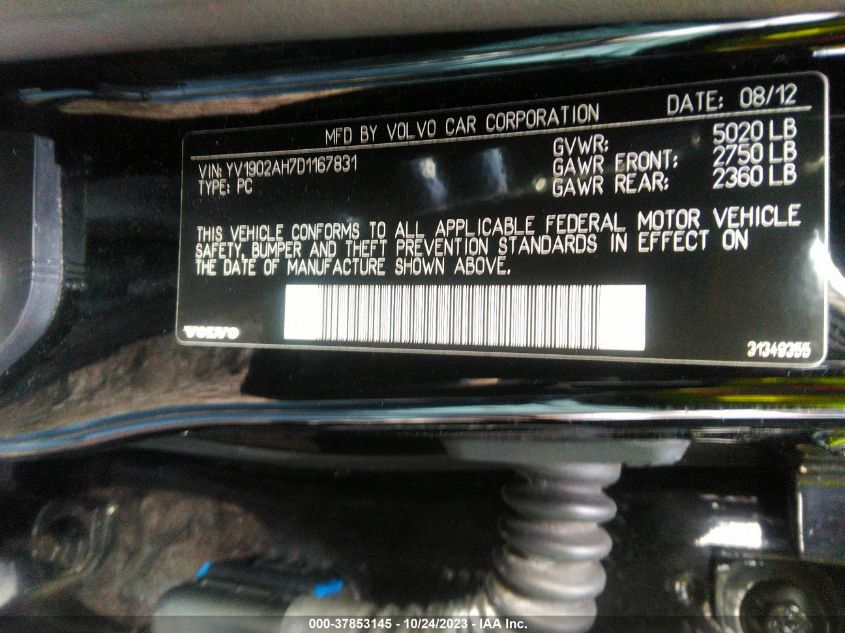 MFD BY VOLVO CAR CORPORATION DATE: 08/12
VIN: YV1902AH7D1167831
TYPE: PC
GVWR: 5020 LB
GAWR FRONT: 2750 LB
GAWR REAR: 2360 LB
THIS VEHICLE CONFORMS TO ALL APPLICABLE FEDERAL MOTOR VEHICLE
SAFETY, BUMPER AND THEFT PREVENTION STANDARDS IN EFFECT ON
THE DATE OF MANUFACTURE SHOWN ABOVE.
VOLVO
31349355
000-37853145 - 10/24/2023 - IAA Inc.